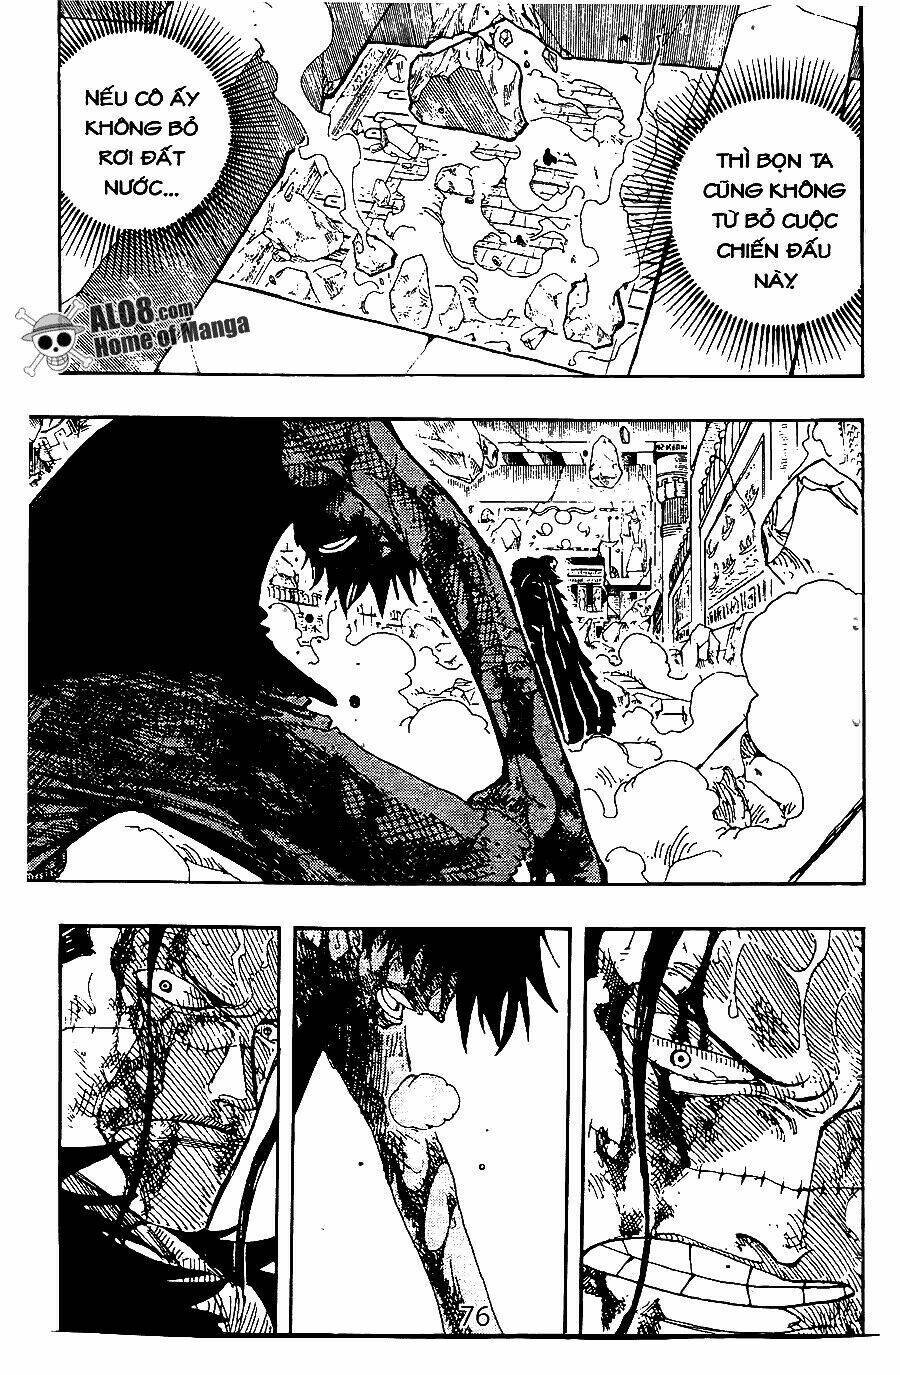 NẾU CÔ ẤY
KHÔNG BỎ
RƠI ĐẤT
NƯỚC...
THÌ BỌN TA
CŨNG KHÔNG
TỪ BỎ CUỘC
CHIẾN ĐẤU
NÀY
AL08.com
Home of Manga
76